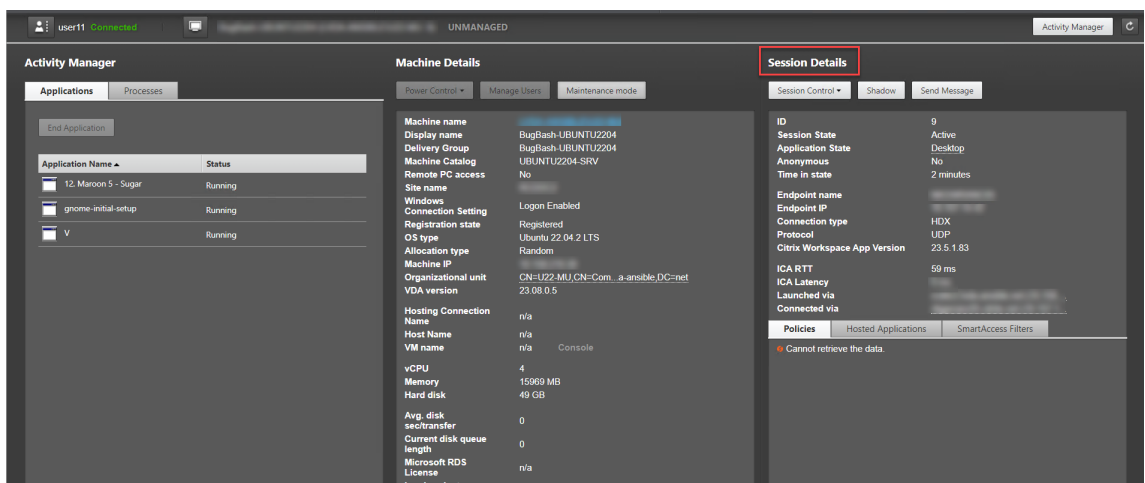 user11 Connected
UNMANAGED
Activity Manager
Activity Manager
Applications Processes
End Application
Application Name Status
12. Maroon 5 - Sugar Running
gnome-initial-setup Running
V Running
Machine Details
Power Control Manage Users Maintenance mode
Machine name
Display name BugBash-UBUNTU2204
Delivery Group BugBash-UBUNTU2204
Machine Catalog UBUNTU2204-SRV
Remote PC access No
Site name
Windows
Connection Setting Logon Enabled
Registration state Registered
OS type Ubuntu 22.04.2 LTS
Allocation type Random
Machine IP
Organizational unit CN=U22-MU,CN=Com...a-ansible,DC=net
VDA version 23.08.0.5
Hosting Connection
Name n/a
Host Name n/a
VM name n/a Console
vCPU 4
Memory 15969 MB
Hard disk 49 GB
Avg. disk
sec/transfer 0
Current disk queue
length 0
Microsoft RDS
License n/a
Session Details
Session Control Shadow Send Message
ID 9
Session State Active
Application State Desktop
Anonymous No
Time in state 2 minutes
Endpoint name
Endpoint IP
Connection type HDX
Protocol UDP
Citrix Workspace App Version 23.5.1.83
ICA RTT 59 ms
ICA Latency
Launched via
Connected via
Policies Hosted Applications SmartAccess Filters
Cannot retrieve the data.